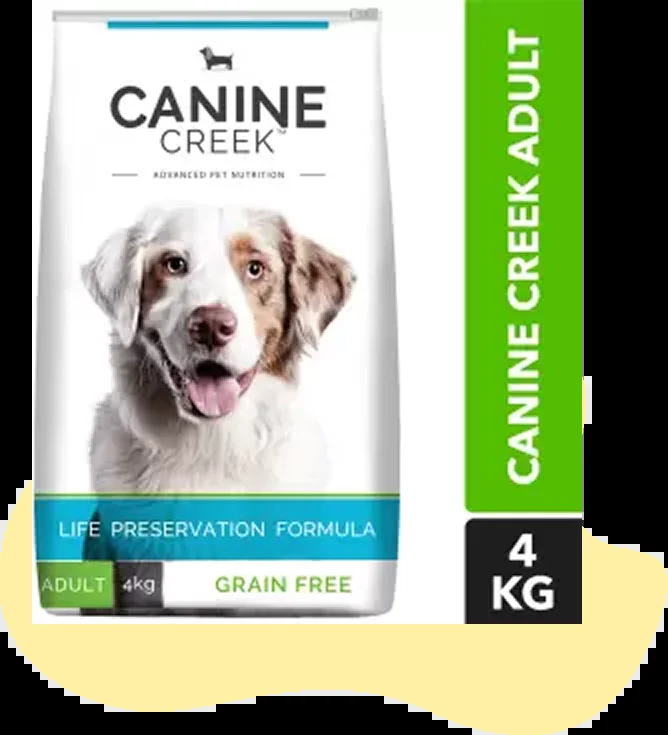 CANINE
CREEK™
ADVANCED PET NUTRITION
LIFE PRESERVATION FORMULA
ADULT 4kg GRAIN FREE
CANINE CREEK ADULT
4
KG